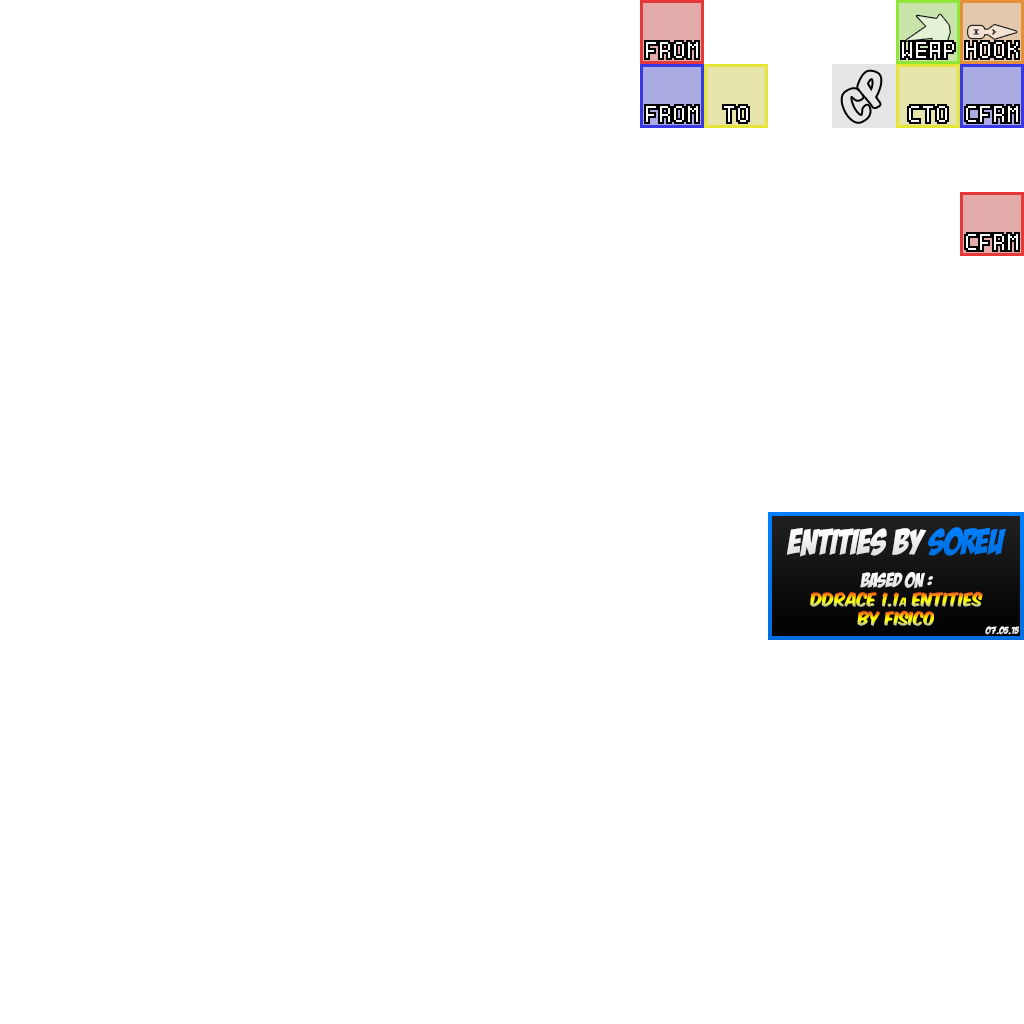 FROM
WEAP
HOOK
FROM
TO
CP
CTO
CFRM
CFRM
ENTITIES BY SOREU
BASED ON :
DDRACE 1.1A ENTITIES
BY FISICO
07.05.15